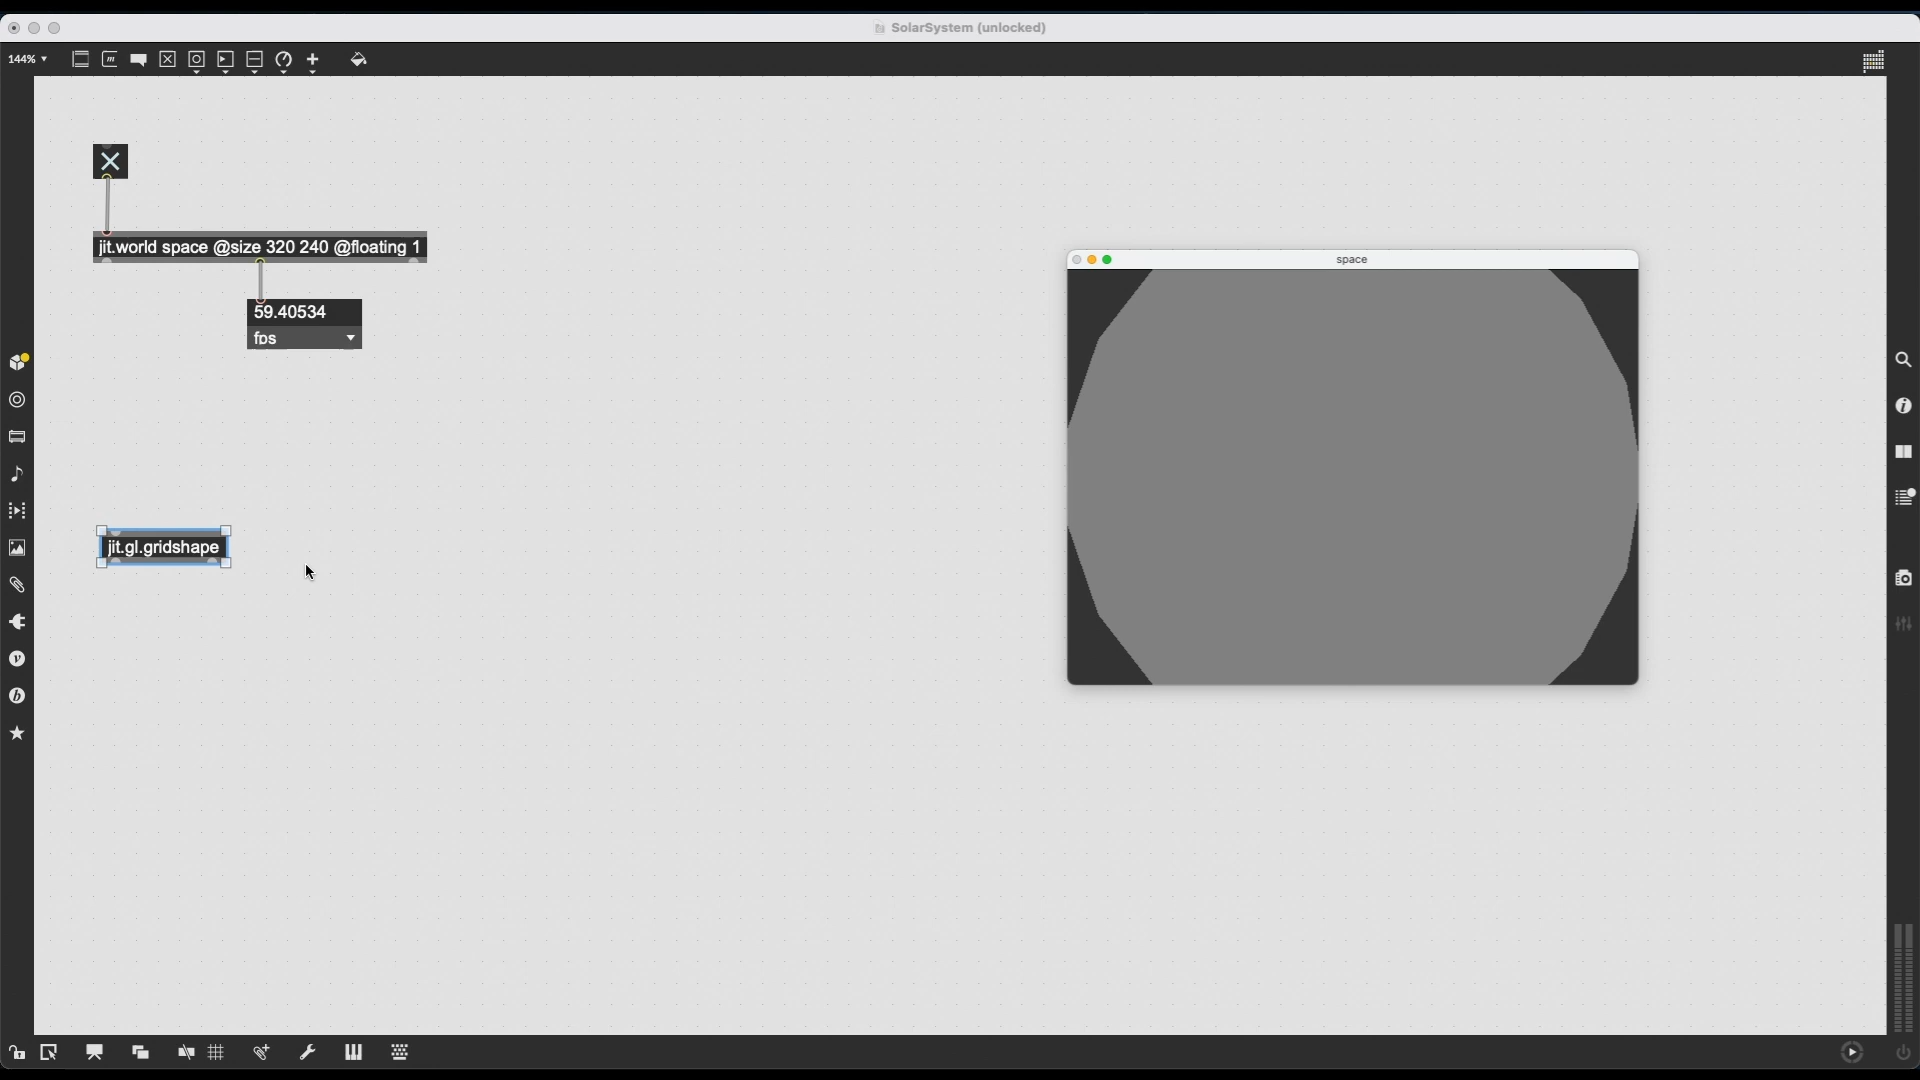 SolarSystem (unlocked)
144%
jit.world space @size 320 240 @floating 1
59.40534
fps
space
jit.gl.gridshape